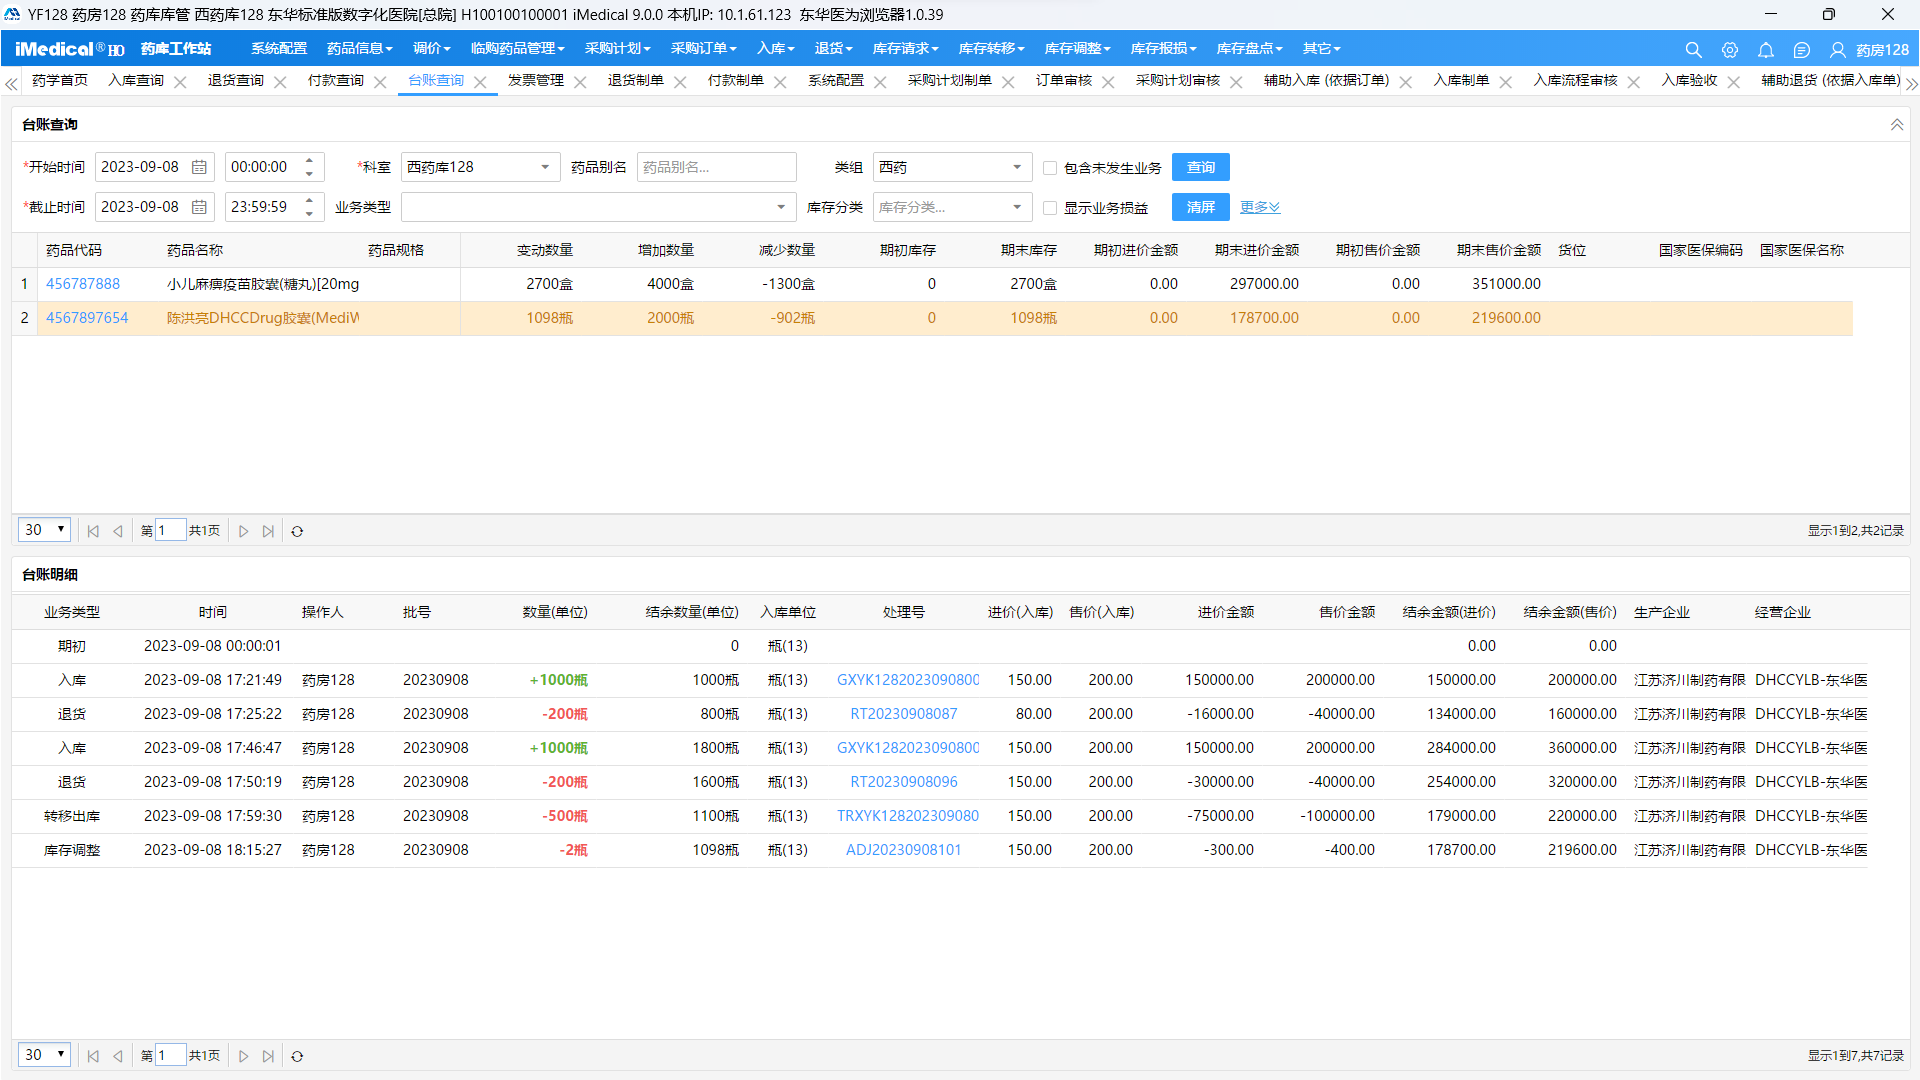 YF128 药房128 药库库管 西药库128 东华标准版数字化医院[总院] H100100100001 iMedical 9.0.0 本机IP: 10.1.61.123 东华医为浏览器1.0.39
iMedical® HO 药库工作站 系统配置 药品信息 调价 临购药品管理 采购计划 采购订单 入库 退货 库存请求 库存转移 库存调整 库存报损 库存盘点 其它 药房128
药学首页 入库查询 退货查询 付款查询 台账查询 发票管理 退货制单 付款制单 系统配置 采购计划制单 订单审核 采购计划审核 辅助入库 (依据订单) 入库制单 入库流程审核 入库验收 辅助退货 (依据入库单)
台账查询
*开始时间 2023-09-08 00:00:00 *科室 西药库128 药品别名 药品别名... 类组 西药 包含未发生业务 查询
*截止时间 2023-09-08 23:59:59 业务类型 库存分类 库存分类... 显示业务损益 清屏 更多
药品代码 药品名称 药品规格 变动数量 增加数量 减少数量 期初库存 期末库存 期初进价金额 期末进价金额 期初售价金额 期末售价金额 货位 国家医保编码 国家医保名称
1 456787888 小儿麻痹疫苗胶囊(糖丸)[20mg 2700盒 4000盒 -1300盒 0 2700盒 0.00 297000.00 0.00 351000.00
2 4567897654 陈洪亮DHCCDrug胶囊(MediW 1098瓶 2000瓶 -902瓶 0 1098瓶 0.00 178700.00 0.00 219600.00
30 第 1 共1页 显示1到2,共2记录
台账明细
业务类型 时间 操作人 批号 数量(单位) 结余数量(单位) 入库单位 处理号 进价(入库) 售价(入库) 进价金额 售价金额 结余金额(进价) 结余金额(售价) 生产企业 经营企业
期初 2023-09-08 00:00:01 0 瓶(13) 0.00 0.00
入库 2023-09-08 17:21:49 药房128 20230908 +1000瓶 1000瓶 瓶(13) GXYK1282023090800 150.00 200.00 150000.00 200000.00 150000.00 200000.00 江苏济川制药有限 DHCCYLB-东华医
退货 2023-09-08 17:25:22 药房128 20230908 -200瓶 800瓶 瓶(13) RT20230908087 80.00 200.00 -16000.00 -40000.00 134000.00 160000.00 江苏济川制药有限 DHCCYLB-东华医
入库 2023-09-08 17:46:47 药房128 20230908 +1000瓶 1800瓶 瓶(13) GXYK1282023090800 150.00 200.00 150000.00 200000.00 284000.00 360000.00 江苏济川制药有限 DHCCYLB-东华医
退货 2023-09-08 17:50:19 药房128 20230908 -200瓶 1600瓶 瓶(13) RT20230908096 150.00 200.00 -30000.00 -40000.00 254000.00 320000.00 江苏济川制药有限 DHCCYLB-东华医
转移出库 2023-09-08 17:59:30 药房128 20230908 -500瓶 1100瓶 瓶(13) TRXYK128202309080 150.00 200.00 -75000.00 -100000.00 179000.00 220000.00 江苏济川制药有限 DHCCYLB-东华医
库存调整 2023-09-08 18:15:27 药房128 20230908 -2瓶 1098瓶 瓶(13) ADJ20230908101 150.00 200.00 -300.00 -400.00 178700.00 219600.00 江苏济川制药有限 DHCCYLB-东华医
30 第 1 共1页 显示1到7,共7记录